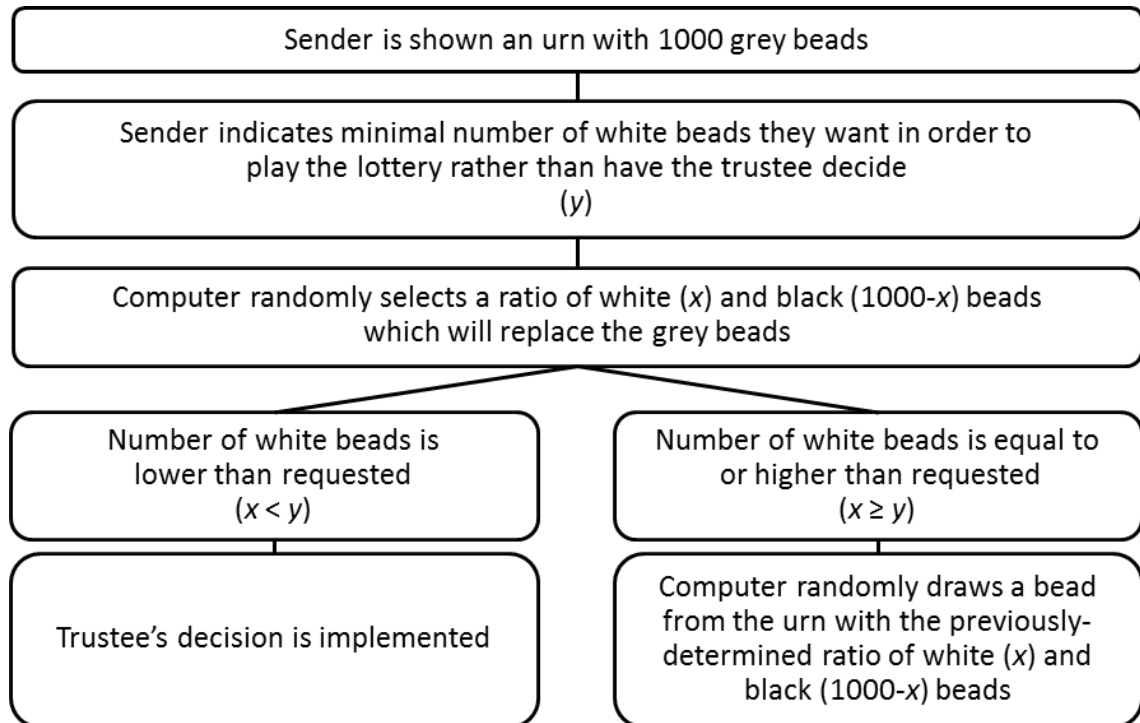 Sender is shown an urn with 1000 grey beads
Sender indicates minimal number of white beads they want in order to
play the lottery rather than have the trustee decide
(y)
Computer randomly selects a ratio of white (x) and black (1000-x) beads
which will replace the grey beads
Number of white beads is
lower than requested
(x < y)
Number of white beads is equal to
or higher than requested
(x ≥ y)
Trustee's decision is implemented
Computer randomly draws a bead
from the urn with the previously-
determined ratio of white (x) and
black (1000-x) beads